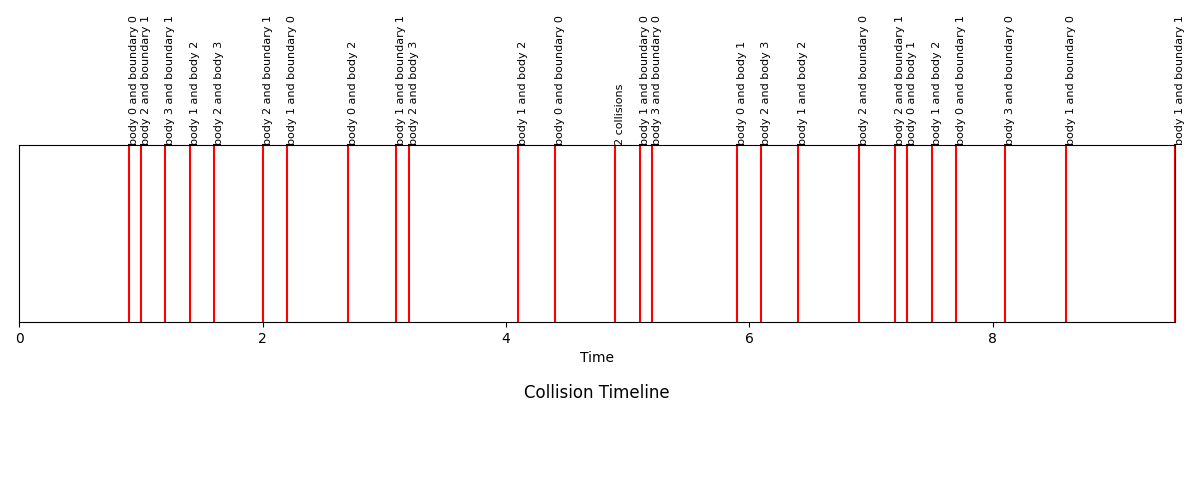 body 0 and boundary 0
body 2 and boundary 1
body 3 and boundary 1
body 1 and body 2
body 2 and body 3
body 2 and boundary 1
body 1 and boundary 0
body 0 and body 2
body 1 and boundary 1
body 2 and body 3
body 1 and body 2
body 0 and boundary 0
2 collisions
body 1 and boundary 0
body 3 and boundary 0
body 0 and body 1
body 2 and body 3
body 1 and body 2
body 2 and boundary 0
body 2 and boundary 1
body 0 and body 1
body 1 and body 2
body 0 and boundary 1
body 3 and boundary 0
body 1 and boundary 0
body 1 and boundary 1
0 2 4 6 8
Time
Collision Timeline